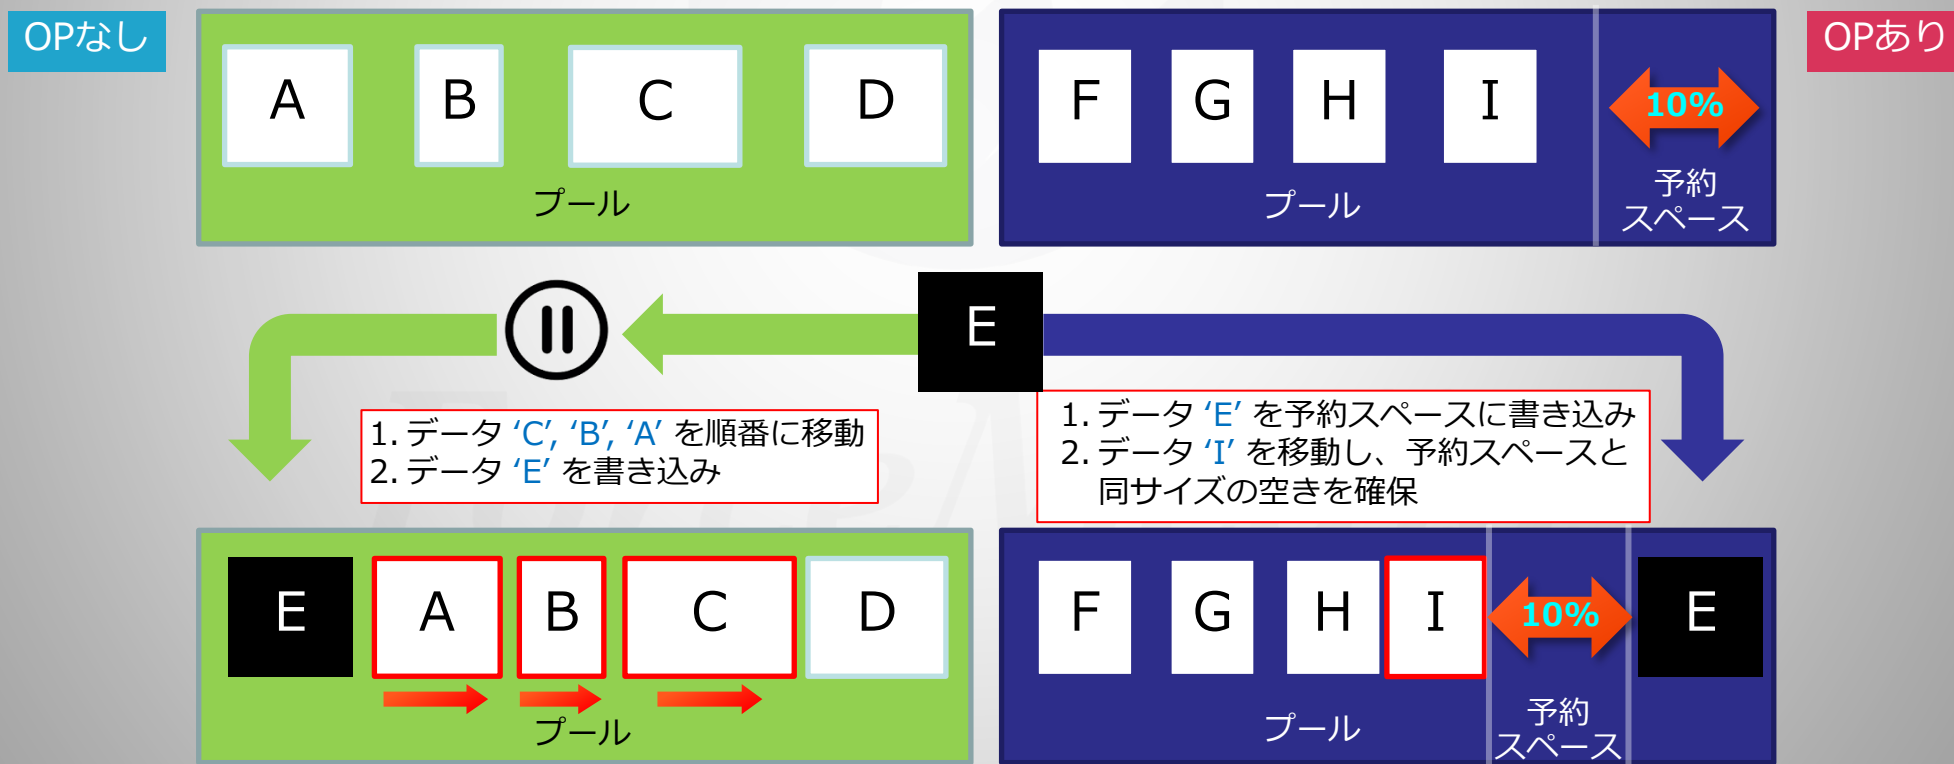 OPなし
A B C D
プール
F G H I
10%
プール
予約
スペース
OPあり
E
1. データ ‘C’, ‘B’, ‘A’ を順番に移動
2. データ ‘E’ を書き込み
1. データ ‘E’ を予約スペースに書き込み
2. データ ‘I’ を移動し、予約スペースと
同サイズの空きを確保
E A B C D
プール
F G H I
10%
E
プール
予約
スペース